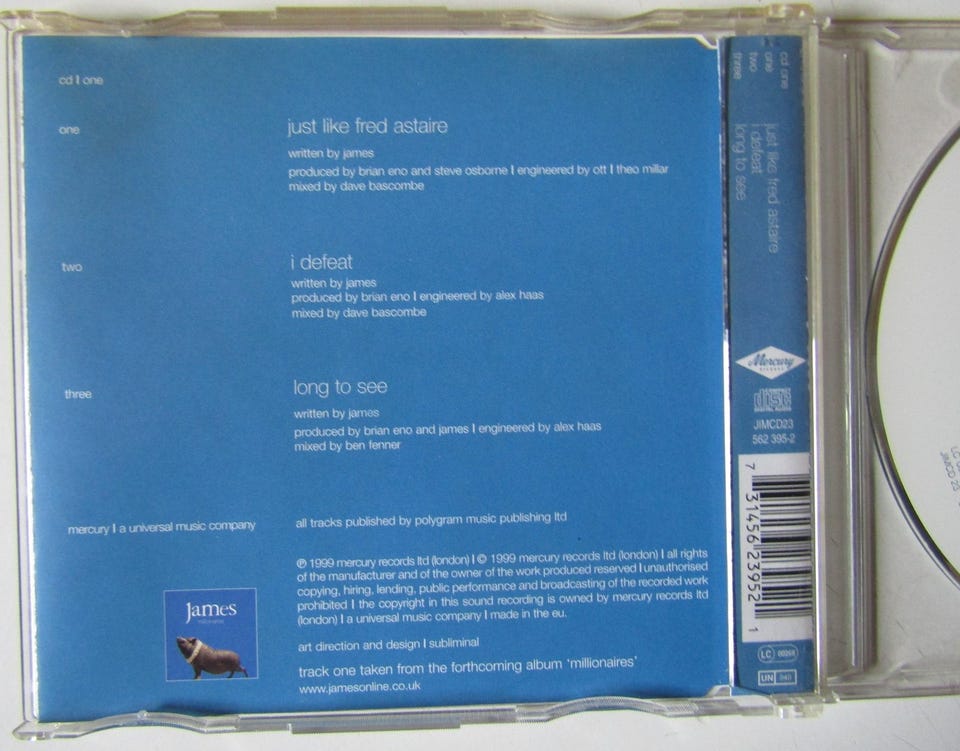 cd | one
one
just like fred astaire
written by james
produced by brian eno and steve osborne | engineered by ott | theo millar
mixed by dave bascombe
two
i defeat
written by james
produced by brian eno | engineered by alex haas
mixed by dave bascombe
three
long to see
written by james
produced by brian eno and james | engineered by alex haas
mixed by ben fenner
mercury | a universal music company
all tracks published by polygram music publishing ltd
℗ 1999 mercury records ltd (london) | © 1999 mercury records ltd (london) | all rights
of the manufacturer and of the owner of the work produced reserved | unauthorised
copying, hiring, lending, public performance and broadcasting of the recorded work
prohibited | the copyright in this sound recording is owned by mercury records ltd
(london) | a universal music company | made in the eu.
art direction and design | subliminal
track one taken from the forthcoming album 'millionaires'
www.jamesonline.co.uk
James
millionaires
cd one
one just like fred astaire
two i defeat
three long to see
Mercury
RECORDS
COMPACT
disc
DIGITAL AUDIO
JIMCD23
562 395-2
7 31456 23952 1
LC
UN